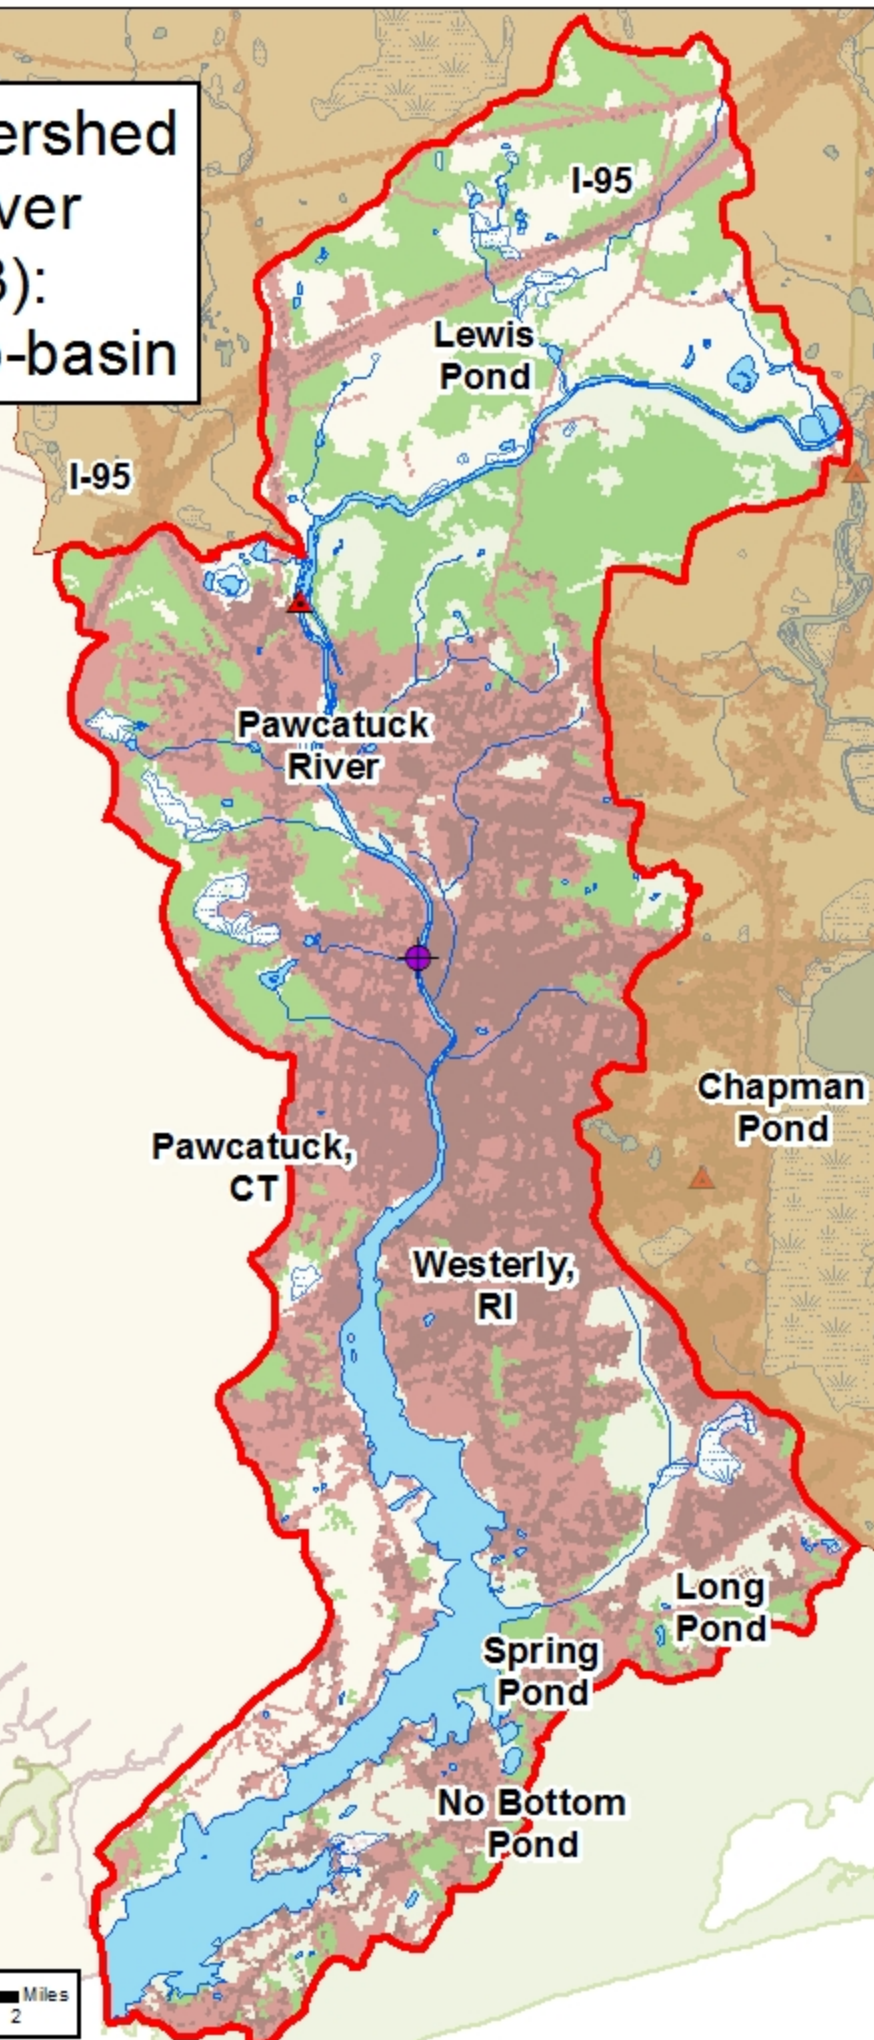 ershed
ver
3):
o-basin
I-95
Lewis
Pond
I-95
Pawcatuck
River
Chapman
Pond
Pawcatuck,
CT
Westerly,
RI
Long
Pond
Spring
Pond
No Bottom
Pond
Miles
2